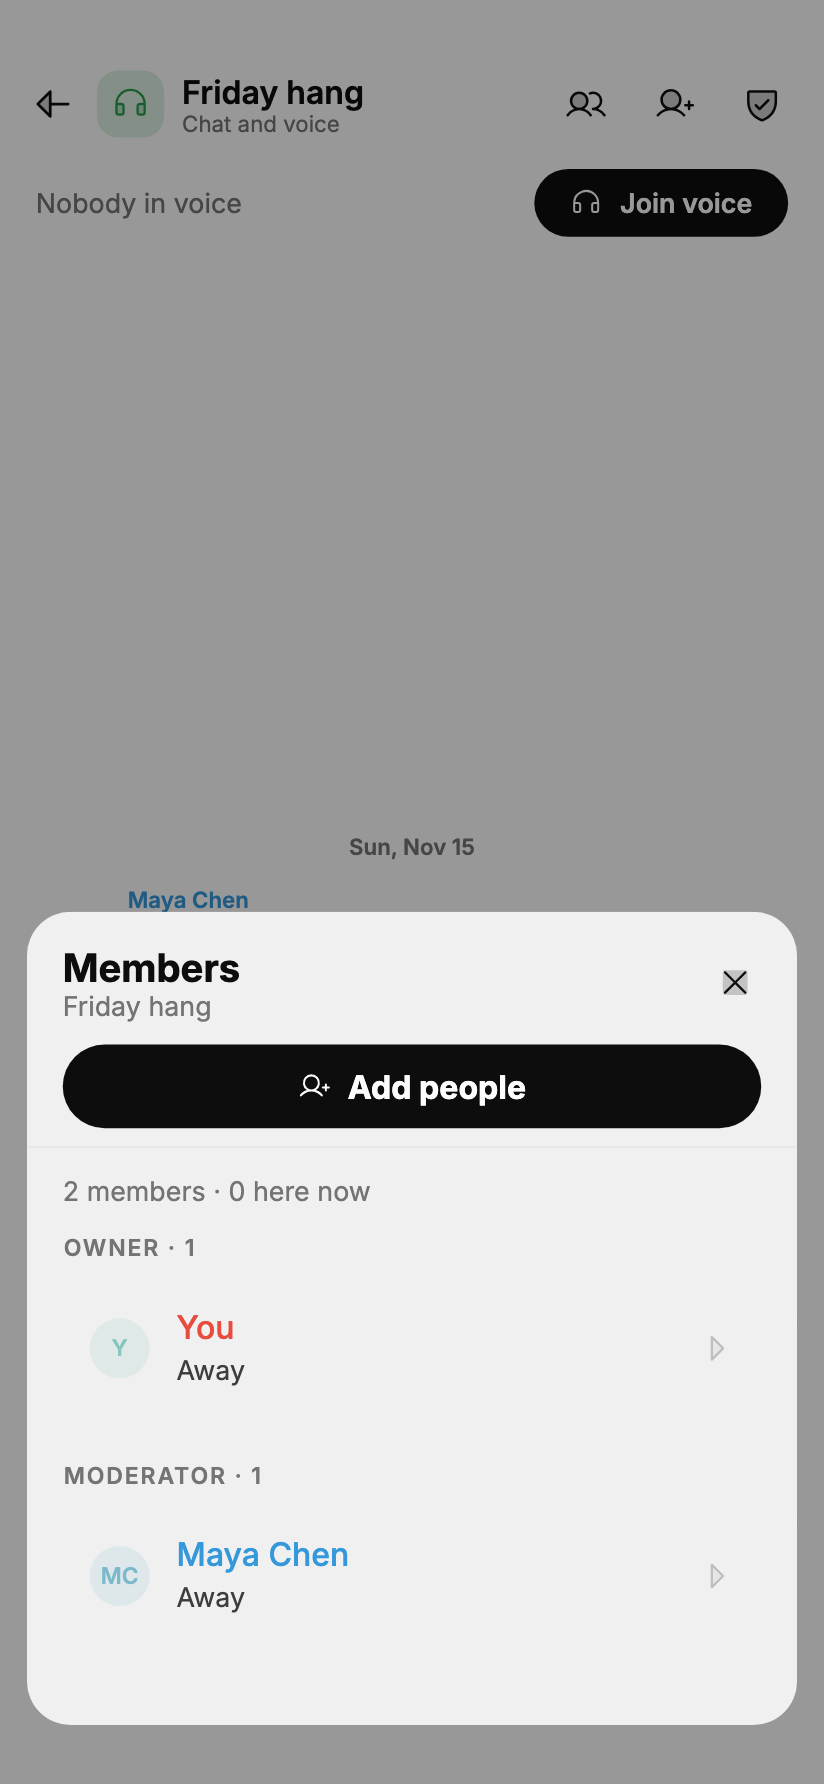 Friday hang
Chat and voice
Nobody in voice
Join voice
Sun, Nov 15
Maya Chen
Members
Friday hang
Add people
2 members · 0 here now
OWNER · 1
Y
You
Away
MODERATOR · 1
MC
Maya Chen
Away